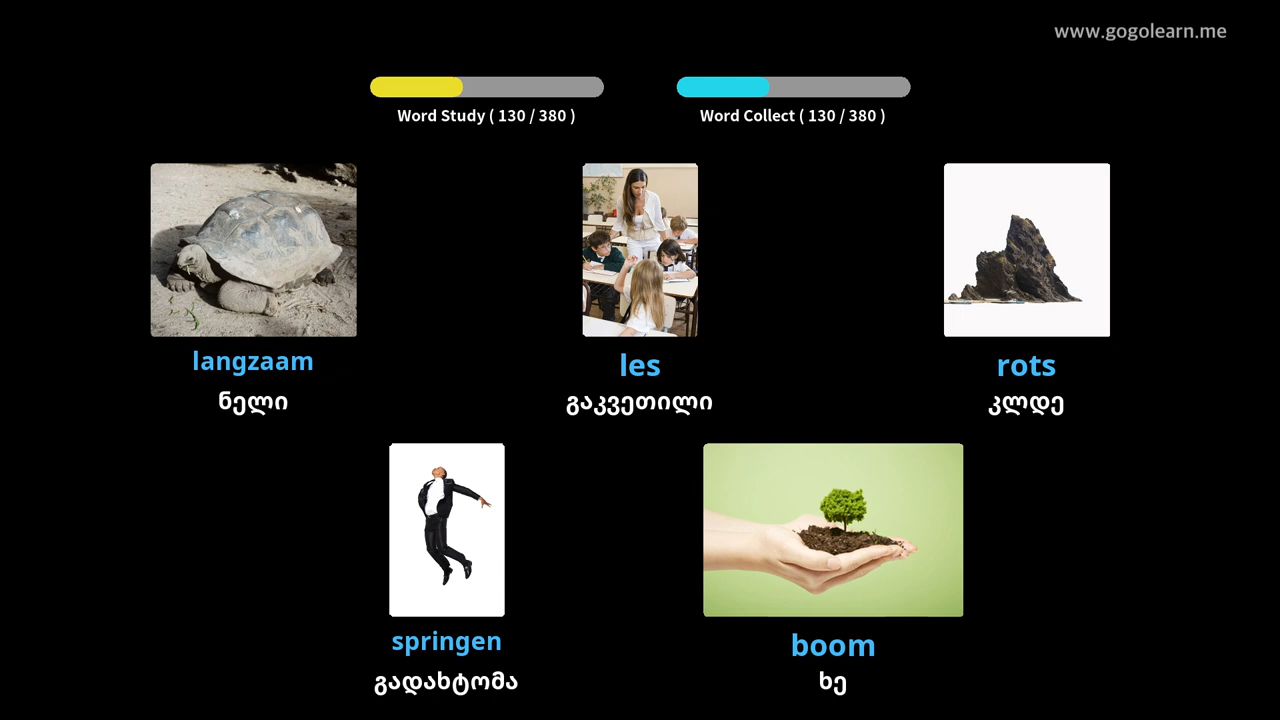 www.gogolearn.me
Word Study ( 130 / 380 )
Word Collect ( 130 / 380 )
langzaam
ნელი
les
გაკვეთილი
rots
კლდე
springen
გადახტომა
boom
ხე